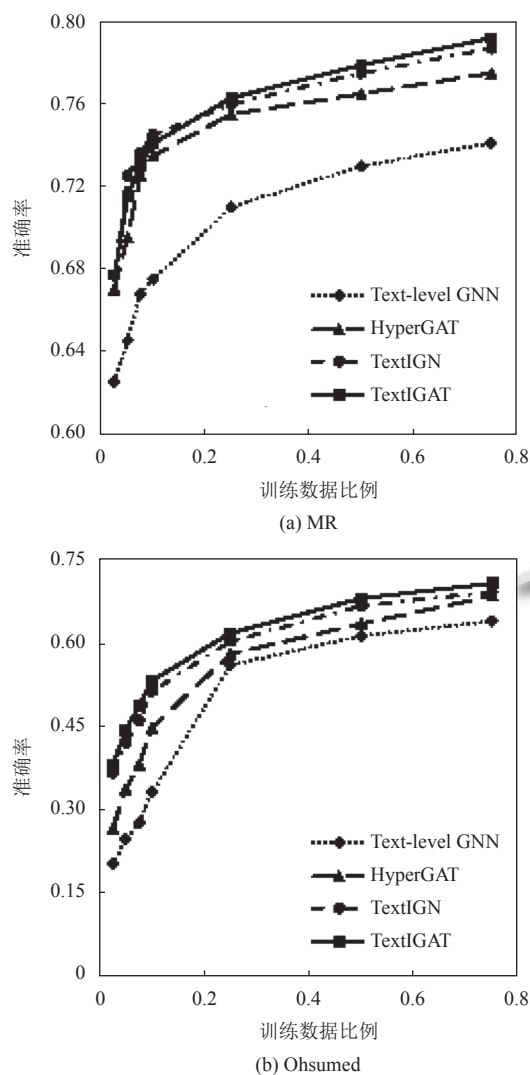 0.80
0.76
0.72
0.68
0.64
0.60
准确率
Text-level GNN
HyperGAT
TextIGN
TextIGAT
0 0.2 0.4 0.6 0.8
训练数据比例
(a) MR
0.75
0.60
0.45
0.30
0.15
0
准确率
Text-level GNN
HyperGAT
TextIGN
TextIGAT
0 0.2 0.4 0.6 0.8
训练数据比例
(b) Ohsumed